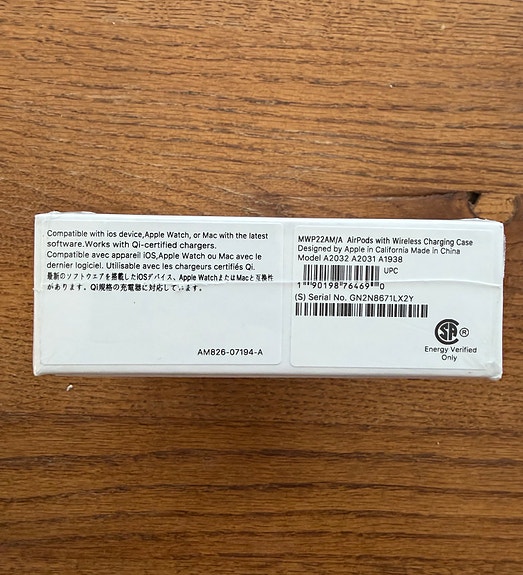 Compatible with ios device,Apple Watch, or Mac with the latest
software.Works with Qi-certified chargers.
Compatible avec appareil iOS,Apple Watch ou Mac avec le
dernier logiciel. Utilisable avec les chargeurs certifiés Qi.
最新のソフトウエアを搭載したiOSデバイス、Apple WatchまたはMacと互換性
があります。Qi規格の充電器に対応しています。
AM826-07194-A
MWP22AM/A AirPods with Wireless Charging Case
Designed by Apple in California Made in China
Model A2032 A2031 A1938
UPC
1 90198 76469 0
(S) Serial No. GN2N8671LX2Y
SA ®
Energy Verified
Only